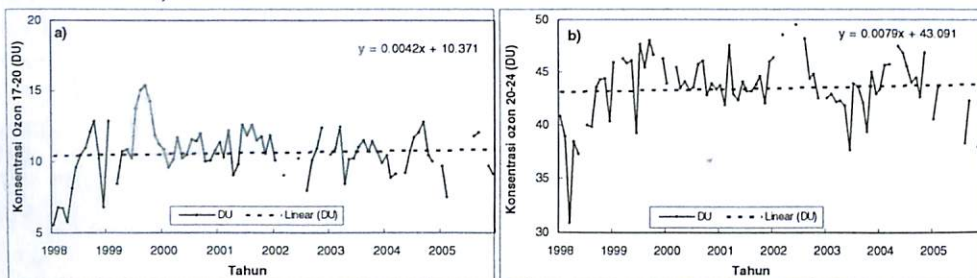 a)
y = 0.0042x + 10.371
Konsentrasi Ozon 17-20 (DU)
20
15
10
5
DU
Linear (DU)
1998 1999 2000 2001 2002 2003 2004 2005
Tahun
b)
y = 0.0079x + 43.091
Konsentrasi ozon 20-24 (DU)
50
45
40
35
30
DU
Linear (DU)
1998 1999 2000 2001 2002 2003 2004 2005
Tahun